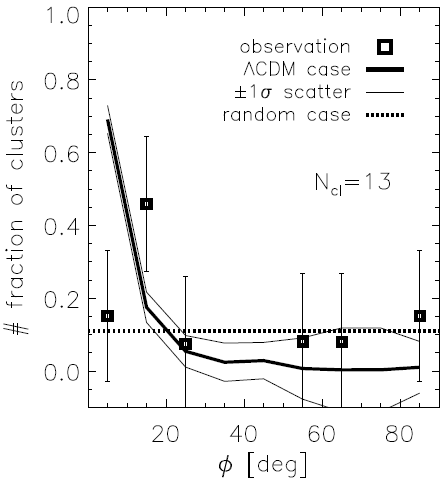 1.0
0.8
0.6
0.4
0.2
0.0
# fraction of clusters
observation
ΛCDM case
±1σ scatter
random case
Ncl=13
20 40 60 80
ϕ [deg]